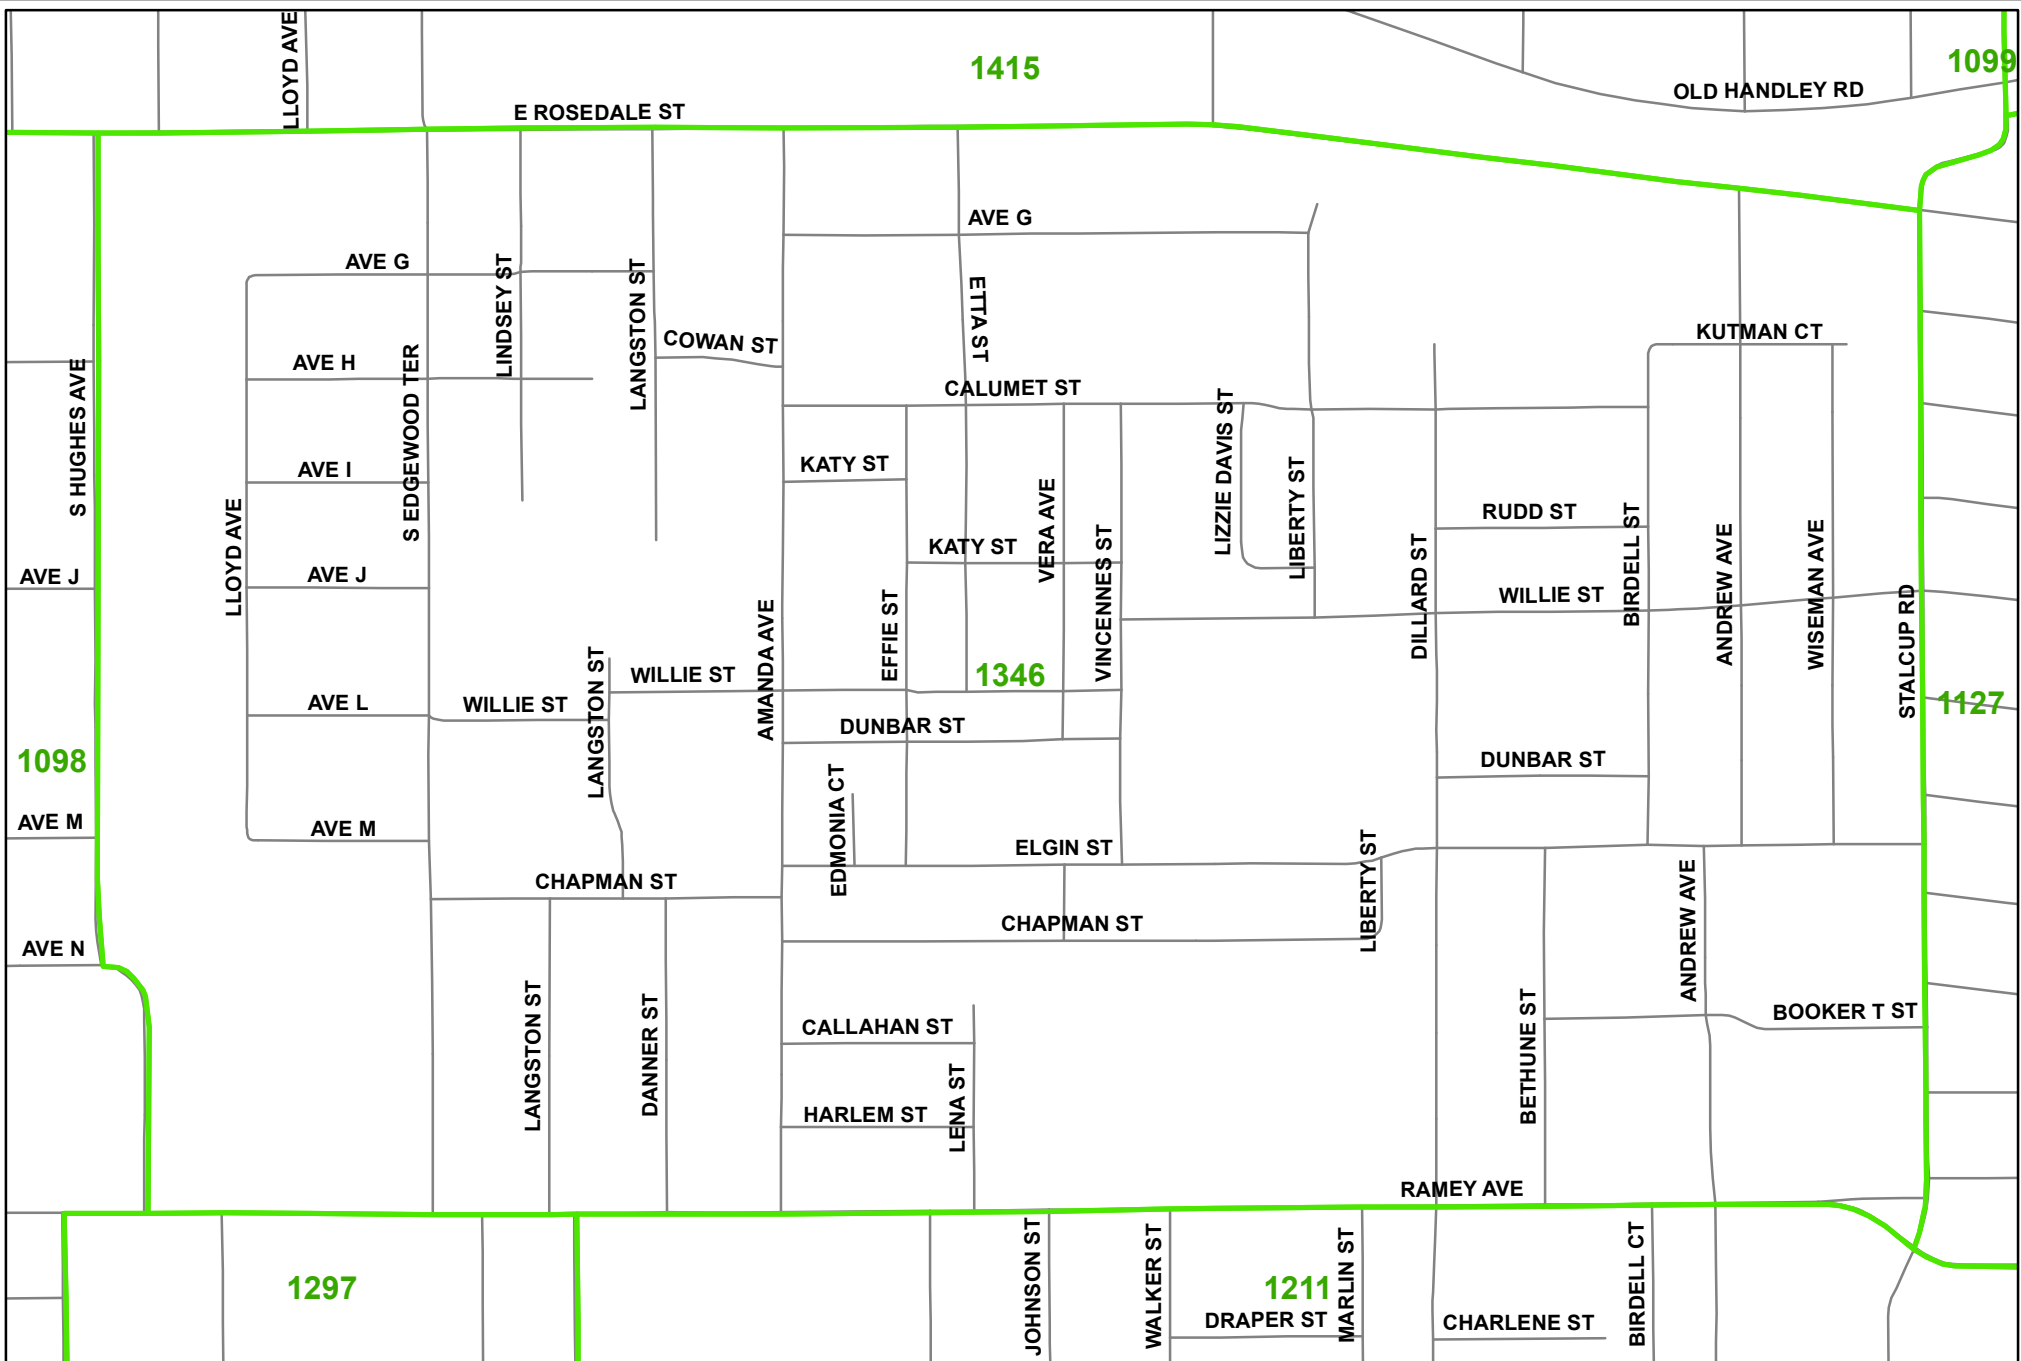 LLOYD AVE
1415
1099
OLD HANDLEY RD
E ROSEDALE ST
AVE G
AVE G
LINDSEY ST
LANGSTON ST
ETTA ST
COWAN ST
KUTMAN CT
AVE H
S EDGEWOOD TER
S HUGHES AVE
CALUMET ST
LIZZIE DAVIS ST
AVE I
KATY ST
LIBERTY ST
VERA AVE
RUDD ST
BIRDELL ST
LLOYD AVE
KATY ST
VINCENNES ST
DILLARD ST
ANDREW AVE
WISEMAN AVE
AVE J
AVE J
WILLIE ST
STALCUP RD
AMANDA AVE
EFFIE ST
LANGSTON ST
WILLIE ST
1346
AVE L
WILLIE ST
1127
DUNBAR ST
1098
DUNBAR ST
EDMONIA CT
AVE M
AVE M
ELGIN ST
LIBERTY ST
CHAPMAN ST
ANDREW AVE
CHAPMAN ST
AVE N
LANGSTON ST
DANNER ST
CALLAHAN ST
BETHUNE ST
BOOKER T ST
LENA ST
HARLEM ST
RAMEY AVE
JOHNSON ST
WALKER ST
MARLIN ST
BIRDELL CT
1297
1211
DRAPER ST
CHARLENE ST